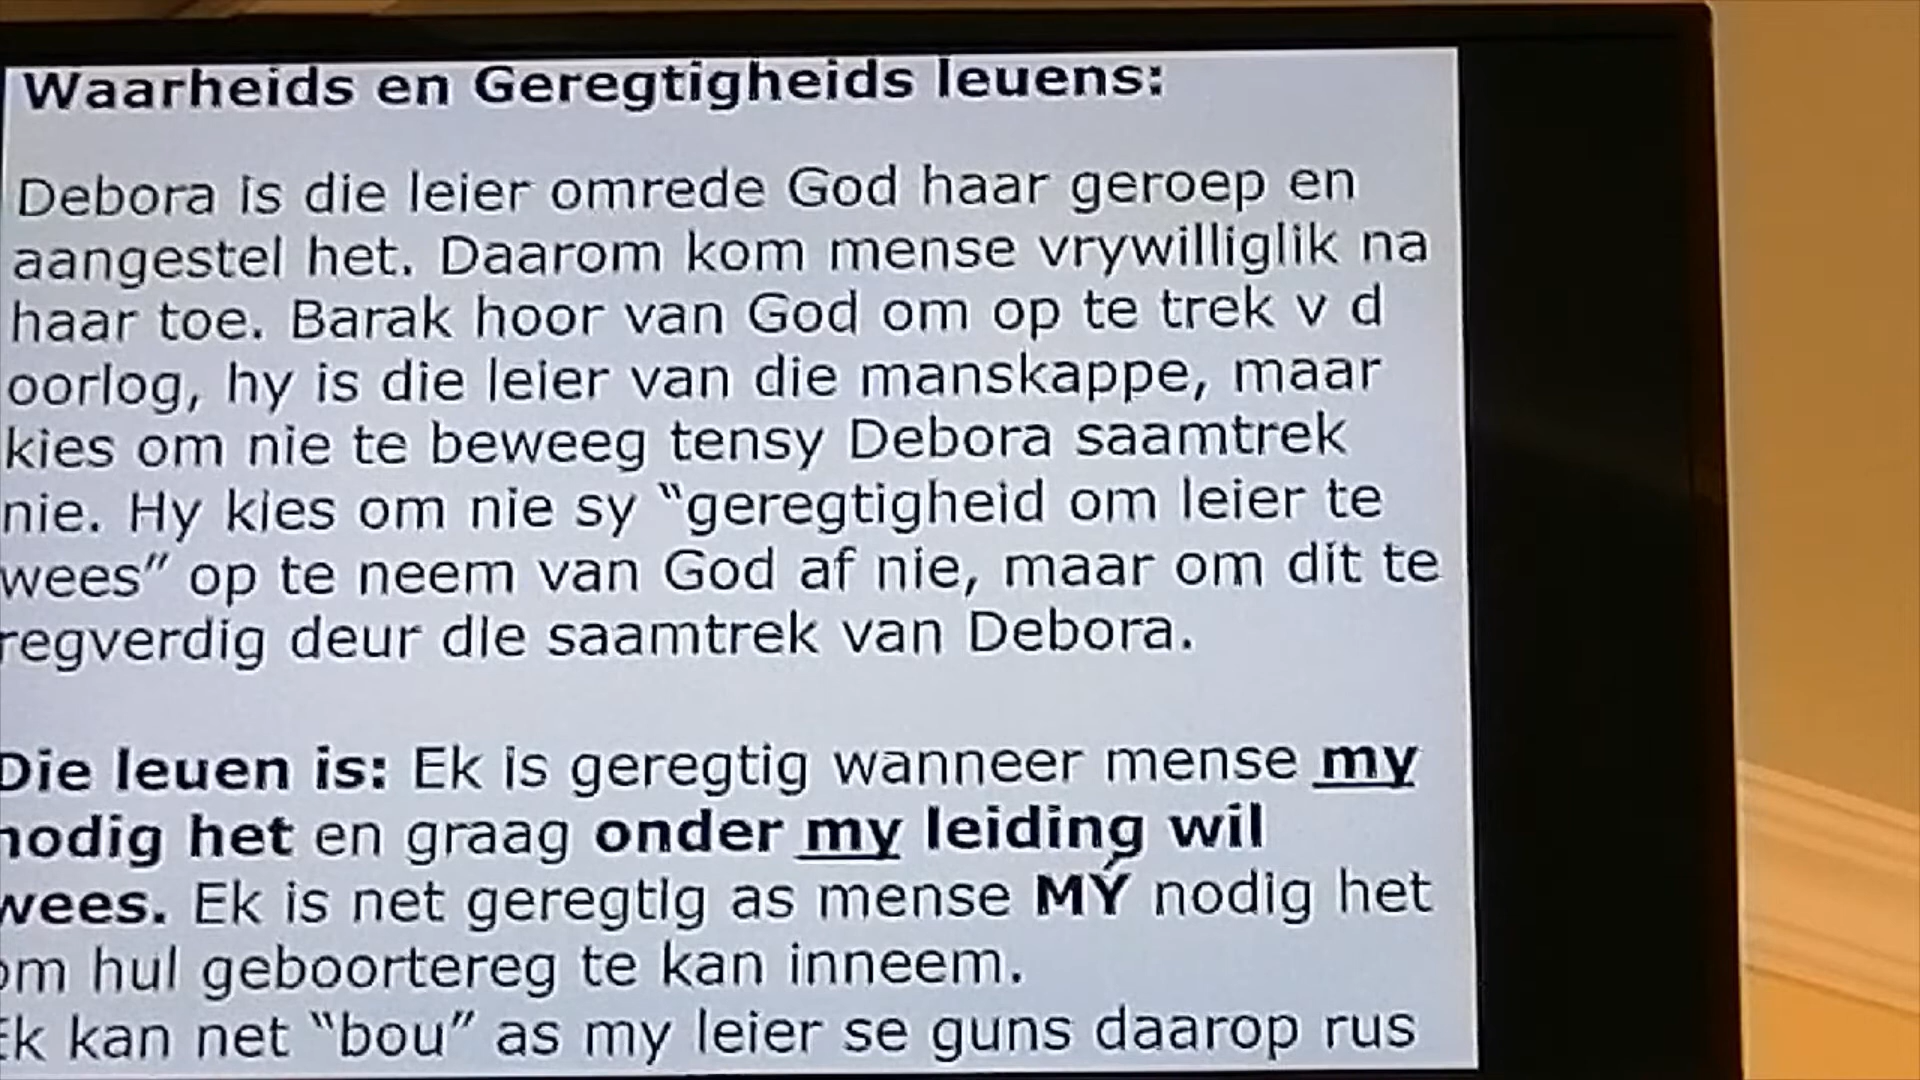 Waarheids en Geregtigheids leuens:
Debora is die leier omrede God haar geroep en
aangestel het. Daarom kom mense vrywilliglik na
haar toe. Barak hoor van God om op te trek v d
oorlog, hy is die leier van die manskappe, maar
kies om nie te beweeg tensy Debora saamtrek
nie. Hy kies om nie sy “geregtigheid om leier te
wees” op te neem van God af nie, maar om dit te
regverdig deur die saamtrek van Debora.
Die leuen is: Ek is geregtig wanneer mense my
nodig het en graag onder my leiding wil
wees. Ek is net geregtig as mense MÝ nodig het
om hul geboortereg te kan inneem.
Ek kan net “bou” as my leier se guns daarop rus